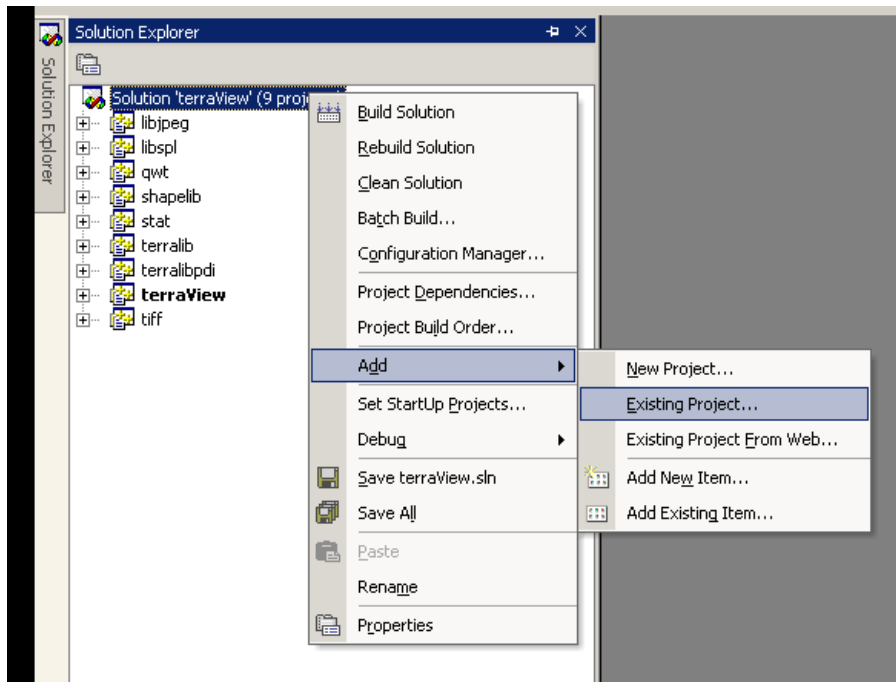 Solution Explorer
Solution Explorer
Solution 'terraView' (9 proj
libjpeg
libspl
qwt
shapelib
stat
terralib
terralibpdi
terraView
tiff
Build Solution
Rebuild Solution
Clean Solution
Batch Build...
Configuration Manager...
Project Dependencies...
Project Build Order...
Add
Set StartUp Projects...
Debug
Save terraView.sln
Save All
Paste
Rename
Properties
New Project...
Existing Project...
Existing Project From Web...
Add New Item...
Add Existing Item...